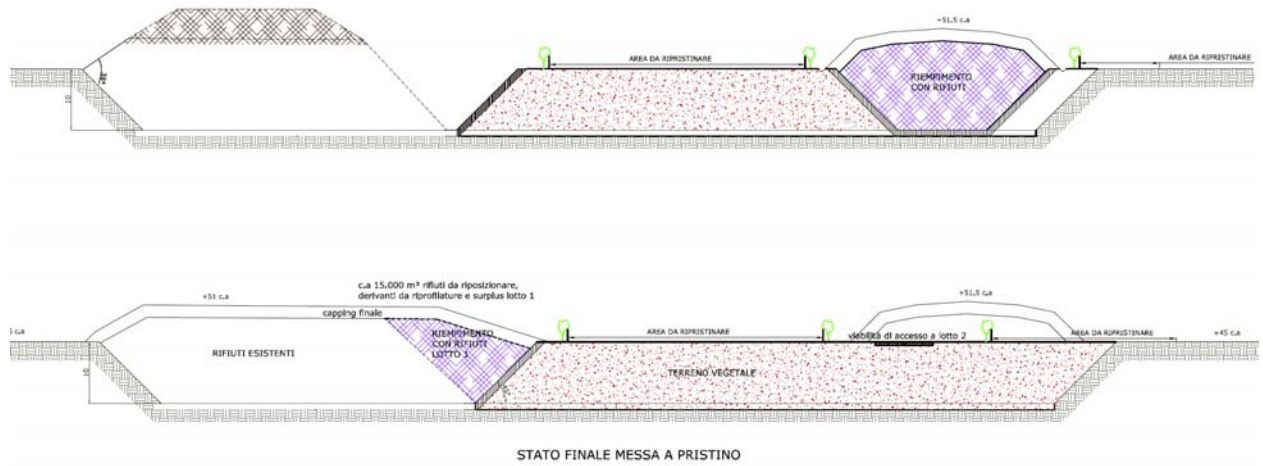 +51.5 c.a
AREA DA RIPRISTINARE
AREA DA RIPRISTINARE
RIEMPIMENTO
CON RIFIUTI
10
c.a 15.000 m³ rifiuti da riposizionare,
derivanti da riprofilature e surplus lotto 1
+51 c.a
+51.5 c.a
capping finale
5 c.a
RIEMPIMENTO
CON RIFIUTI
LOTTO 1
AREA DA RIPRISTINARE
viabilità di accesso a lotto 2
AREA DA RIPRISTINARE
+45 c.a
RIFIUTI ESISTENTI
TERRENO VEGETALE
10
STATO FINALE MESSA A PRISTINO